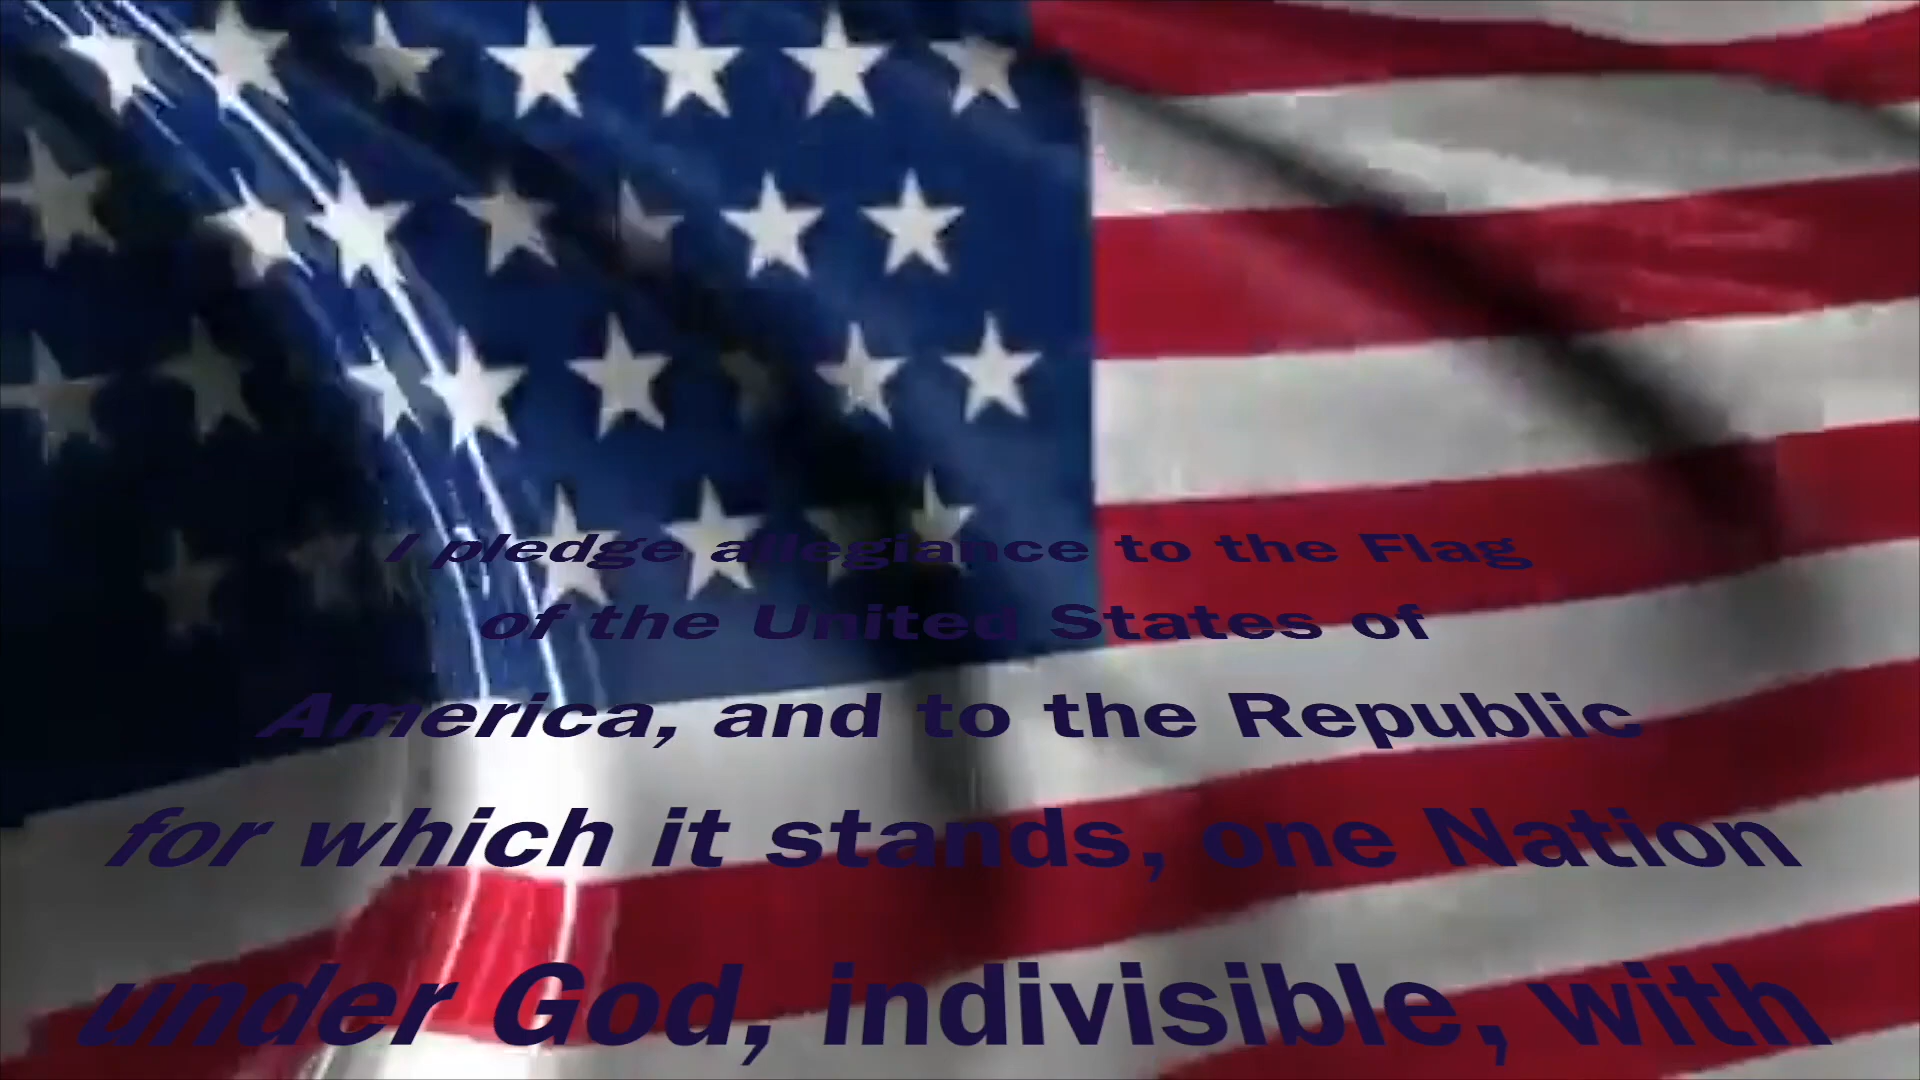 I pledge allegiance to the Flag
of the United States of
America, and to the Republic
for which it stands, one Nation
under God, indivisible, with